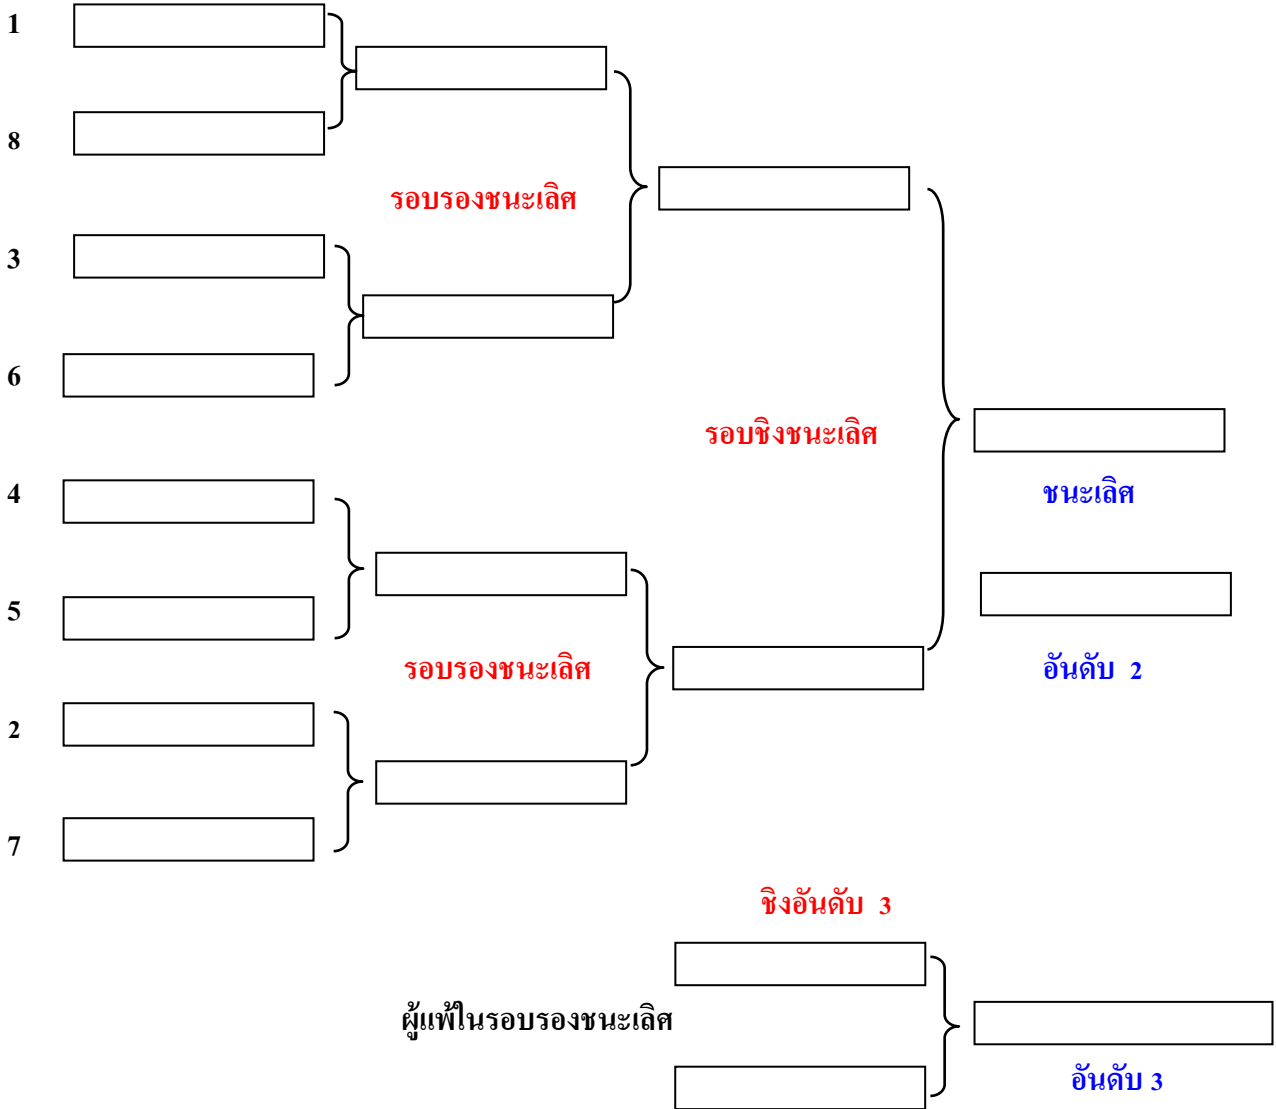 1
8
รอบรองชนะเลิศ
3
6
รอบชิงชนะเลิศ
4
ชนะเลิศ
5
รอบรองชนะเลิศ
อันดับ 2
2
7
ชิงอันดับ 3
ผู้แพ้ในรอบรองชนะเลิศ
อันดับ 3